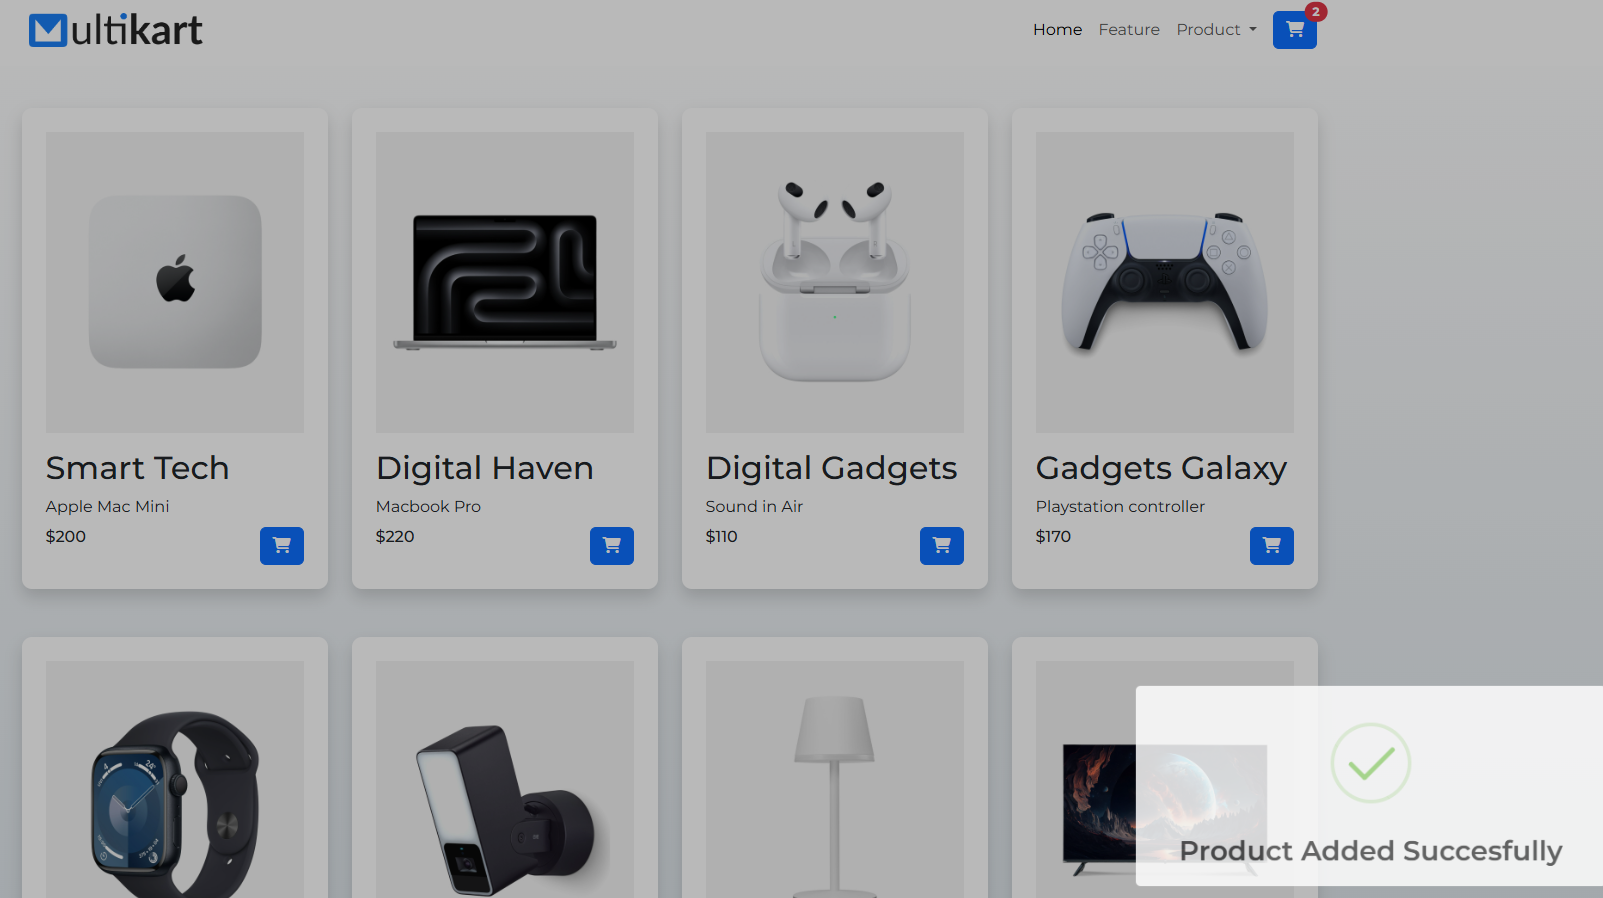 Multikart
Home Feature Product 2
Smart Tech
Apple Mac Mini
$200
Digital Haven
Macbook Pro
$220
Digital Gadgets
Sound in Air
$110
Gadgets Galaxy
Playstation controller
$170
Product Added Succesfully